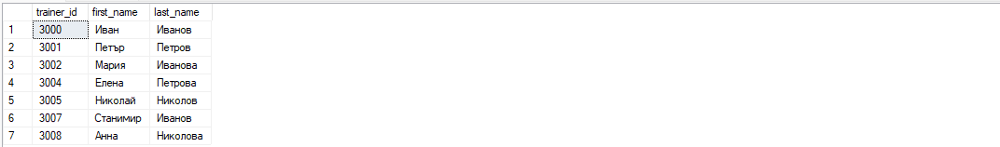 trainer_id first_name last_name
1 3000 Иван Иванов
2 3001 Петър Петров
3 3002 Мария Иванова
4 3004 Елена Петрова
5 3005 Николай Николов
6 3007 Станимир Иванов
7 3008 Анна Николова